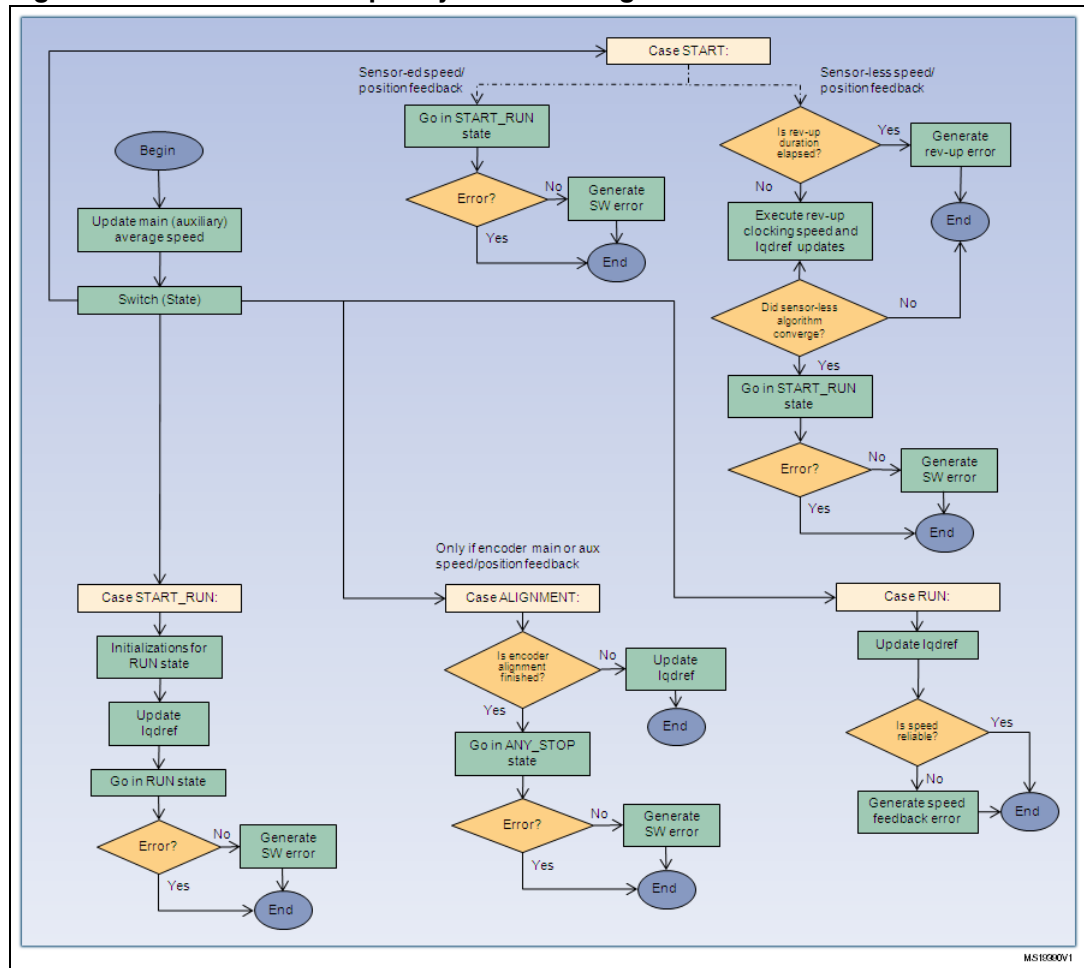 Case START:
Sensor-ed speed/
position feedback
Sensor-less speed/
position feedback
Go in START_RUN
state
Is rev-up
duration
elapsed?
Yes
Generate
rev-up error
Begin
Error?
No
Generate
SW error
Yes
End
No
Execute rev-up
clocking speed and
Iqdref updates
End
Update main (auxiliary)
average speed
Switch (State)
Did sensor-less
algorithm
converge?
No
Yes
Go in START_RUN
state
Error?
No
Generate
SW error
Yes
End
Only if encoder main or aux
speed/position feedback
Case START_RUN:
Initializations for
RUN state
Update
Iqdref
Go in RUN state
Error?
No
Generate
SW error
Yes
End
Case ALIGNMENT:
Is encoder
alignment
finished?
No
Update
Iqdref
End
Yes
Go in ANY_STOP
state
Error?
No
Generate
SW error
Yes
End
Case RUN:
Update Iqdref
Is speed
reliable?
Yes
No
Generate speed
feedback error
End
MS19390V1